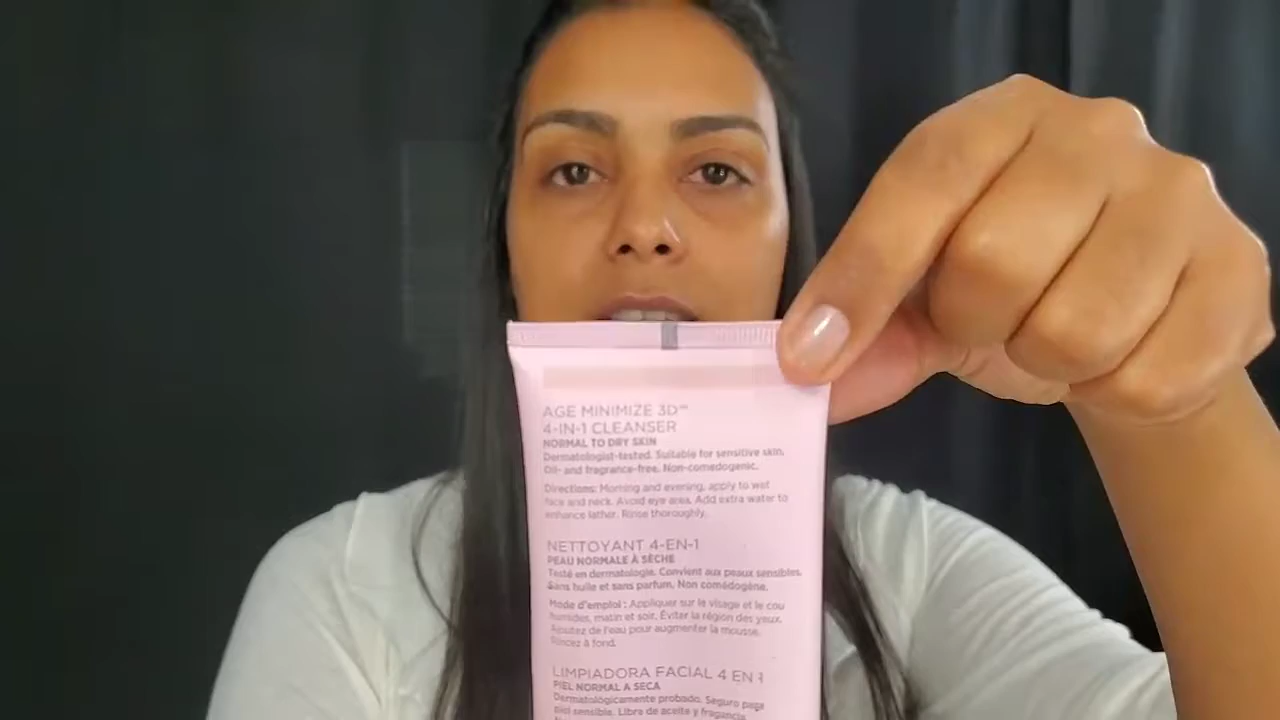 AGE MINIMIZE 3D™
4-IN-1 CLEANSER
NORMAL TO DRY SKIN
Dermatologist-tested. Suitable for sensitive skin.
Oil- and fragrance-free. Non-comedogenic.
Directions: Morning and evening, apply to wet
face and neck. Avoid eye area. Add extra water to
enhance lather. Rinse thoroughly.
NETTOYANT 4-EN-1
PEAU NORMALE À SÈCHE
Testé en dermatologie. Convient aux peaux sensibles.
Sans huile et sans parfum. Non comédogène.
Mode d'emploi : Appliquer sur le visage et le cou
humides, matin et soir. Éviter la région des yeux.
Ajoutez de l'eau pour augmenter la mousse.
Rincez à fond.
LIMPIADORA FACIAL 4 EN 1
PIEL NORMAL A SECA
Dermatológicamente probado. Seguro para
piel sensible. Libre de aceite y fragancia